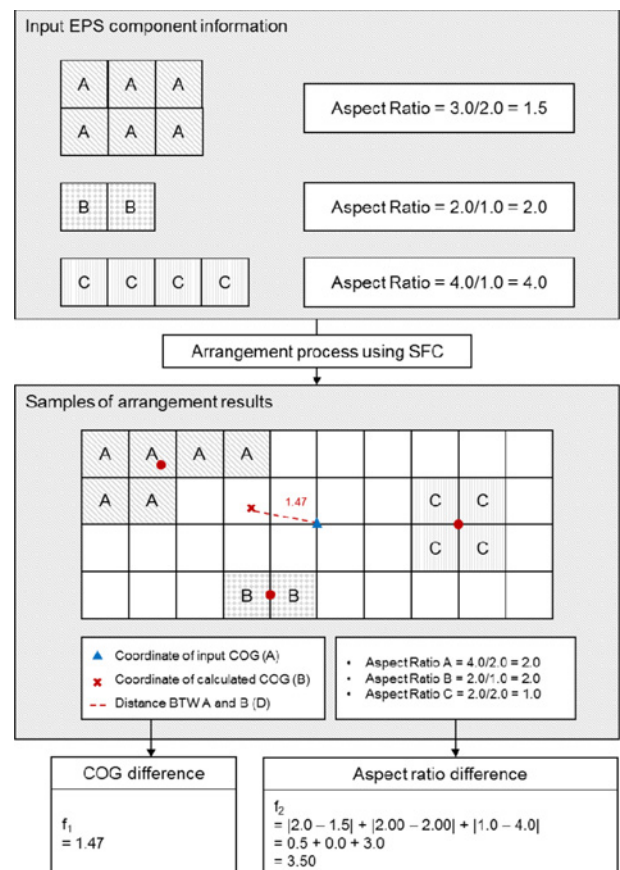 Input EPS component information
A A A
A A A
Aspect Ratio = 3.0/2.0 = 1.5
B B
Aspect Ratio = 2.0/1.0 = 2.0
C C C C
Aspect Ratio = 4.0/1.0 = 4.0
Arrangement process using SFC
Samples of arrangement results
A A A A
A A
1.47
C C
C C
B B
Coordinate of input COG (A)
Coordinate of calculated COG (B)
Distance BTW A and B (D)
• Aspect Ratio A = 4.0/2.0 = 2.0
• Aspect Ratio B = 2.0/1.0 = 2.0
• Aspect Ratio C = 2.0/2.0 = 1.0
COG difference
f₁
= 1.47
Aspect ratio difference
f₂
= |2.0 – 1.5| + |2.00 – 2.00| + |1.0 – 4.0|
= 0.5 + 0.0 + 3.0
= 3.50